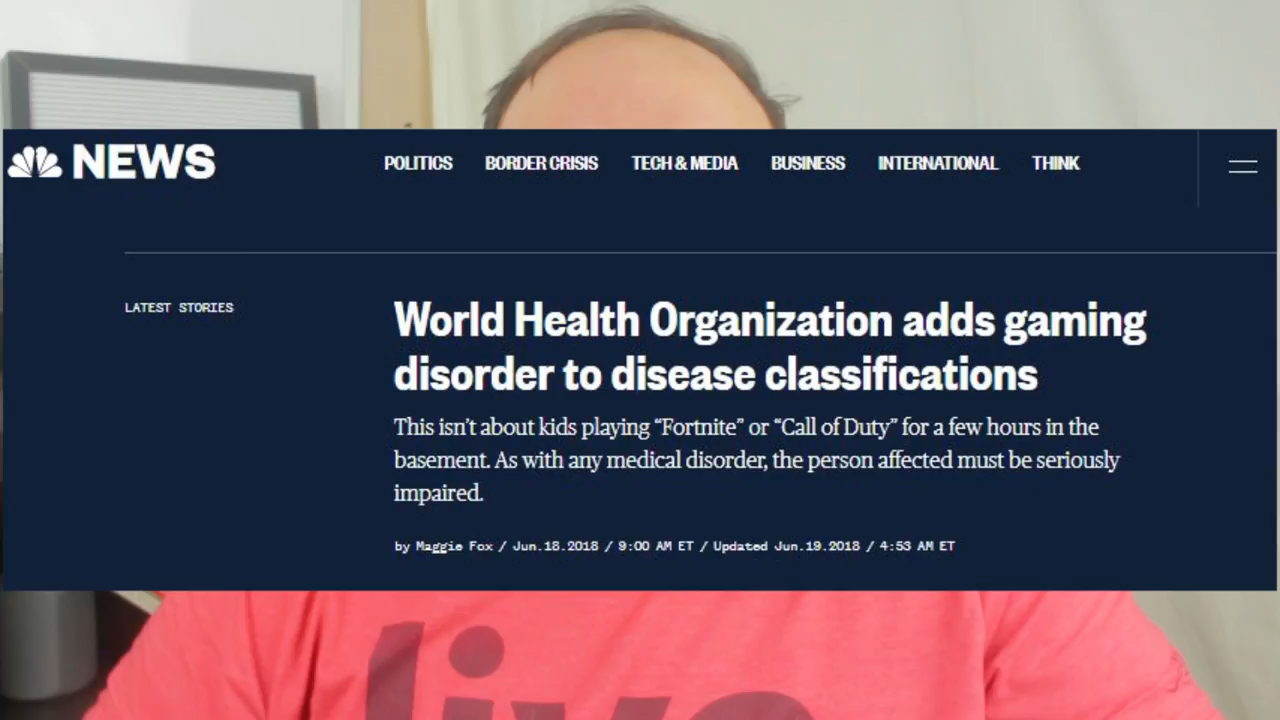 NEWS
POLITICS BORDER CRISIS TECH & MEDIA BUSINESS INTERNATIONAL THINK
LATEST STORIES
World Health Organization adds gaming
disorder to disease classifications
This isn't about kids playing “Fortnite” or “Call of Duty” for a few hours in the
basement. As with any medical disorder, the person affected must be seriously
impaired.
by Maggie Fox / Jun.18.2018 / 9:00 AM ET / Updated Jun.19.2018 / 4:53 AM ET
live